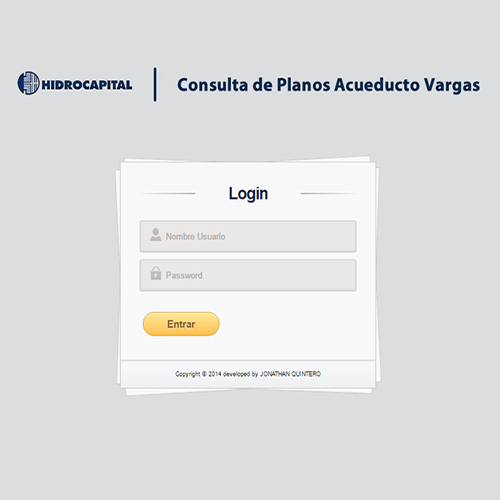 HIDROCAPITAL
Consulta de Planos Acueducto Vargas
Login
Nombre Usuario
Password
Entrar
Copyright © 2014 developed by JONATHAN QUINTERO